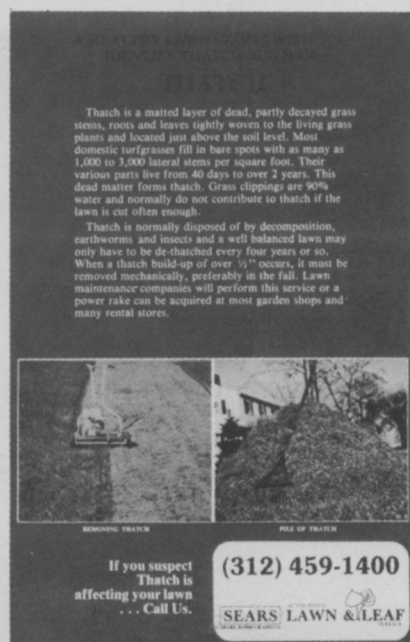 Thatch is a matted layer of dead, partly decayed grass
stems, roots and leaves tightly woven to the living grass
plants and located just above the soil level. Most
domestic turfgrasses fill in bare spots with as many as
1,000 to 3,000 lateral stems per square foot. Their
various parts live from 40 days to over 2 years. This
dead matter forms thatch. Grass clippings are 90%
water and normally do not contribute to thatch if the
lawn is cut often enough.
Thatch is normally disposed of by decomposition,
earthworms and insects and a well balanced lawn may
only have to be de-thatched every four years or so.
When a thatch build-up of over ½" occurs, it must be
removed mechanically, preferably in the fall. Lawn
maintenance companies will perform this service or a
power rake can be acquired at most garden shops and
many rental stores.
REMOVING THATCH
PILE OF THATCH
If you suspect
Thatch is
affecting your lawn
. . . Call Us.
(312) 459-1400
SEARS LAWN & LEAF